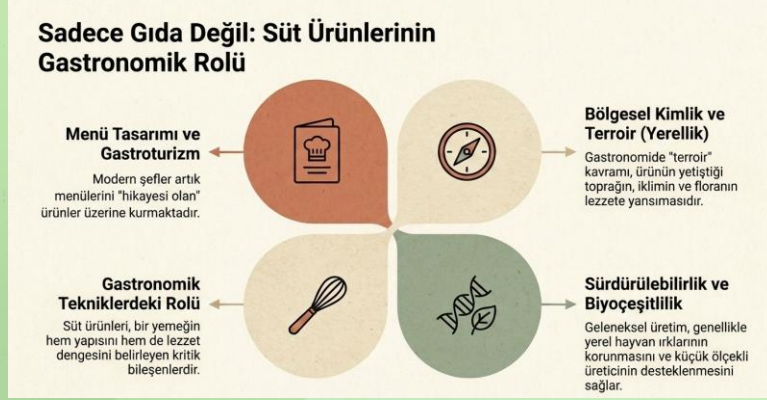 Sadece Gıda Değil: Süt Ürünlerinin
Gastronomik Rolü
Menü Tasarımı ve
Gastroturizm
Modern şefler artık
menülerini "hikayesi olan"
ürünler üzerine kurmaktadır.
Bölgesel Kimlik ve
Terroir (Yerellik)
Gastronomide "terroir"
kavramı, ürünün yetiştiği
toprağın, iklimin ve floranın
lezzete yansımasıdır.
Gastronomik
Tekniklerdeki Rolü
Süt ürünleri, bir yemeğin
hem yapısını hem de lezzet
dengesini belirleyen kritik
bileşenlerdir.
Sürdürülebilirlik ve
Biyoçeşitlilik
Geleneksel üretim, genellikle
yerel hayvan ırklarının
korunmasını ve küçük ölçekli
üreticinin desteklenmesini
sağlar.